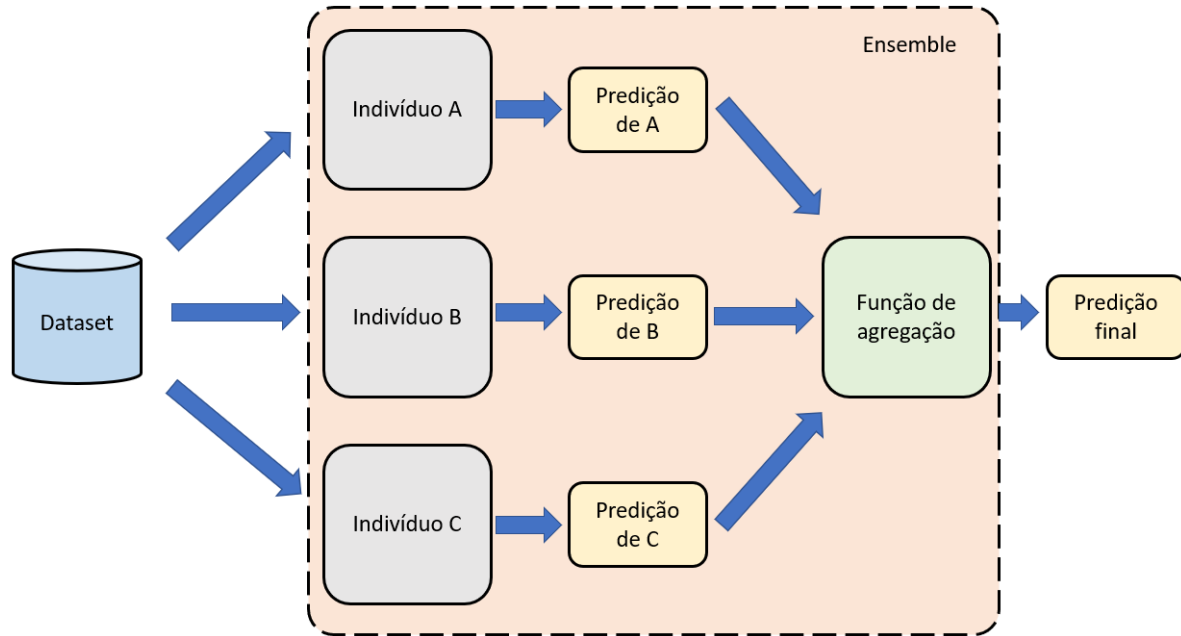 Ensemble
Indivíduo A
Predição
de A
Dataset
Indivíduo B
Predição
de B
Função de
agregação
Predição
final
Indivíduo C
Predição
de C